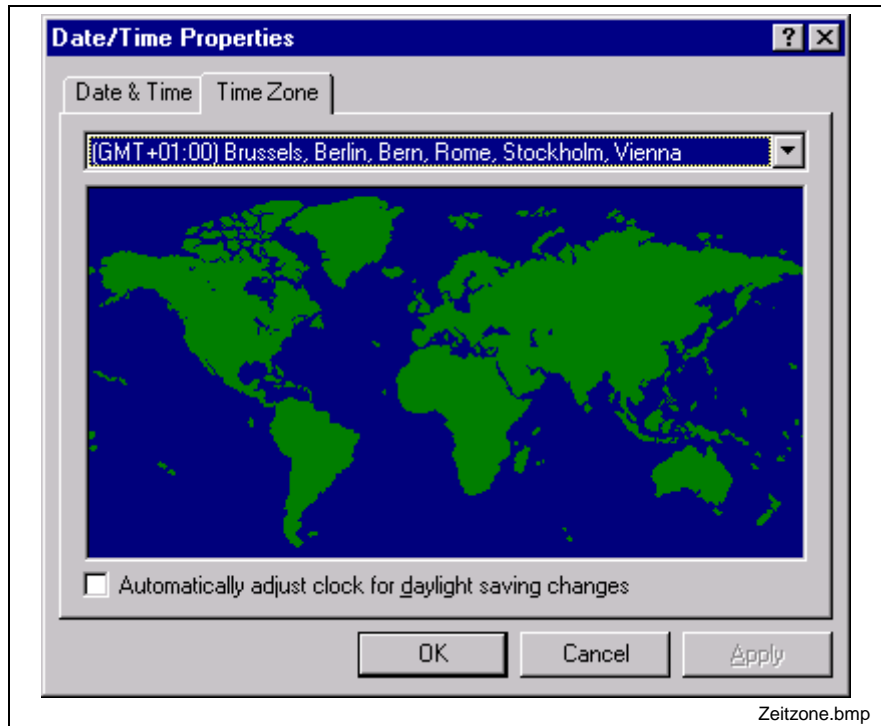 Date/Time Properties
Date & Time Time Zone
(GMT+01:00) Brussels, Berlin, Bern, Rome, Stockholm, Vienna
Automatically adjust clock for daylight saving changes
OK Cancel Apply
Zeitzone.bmp